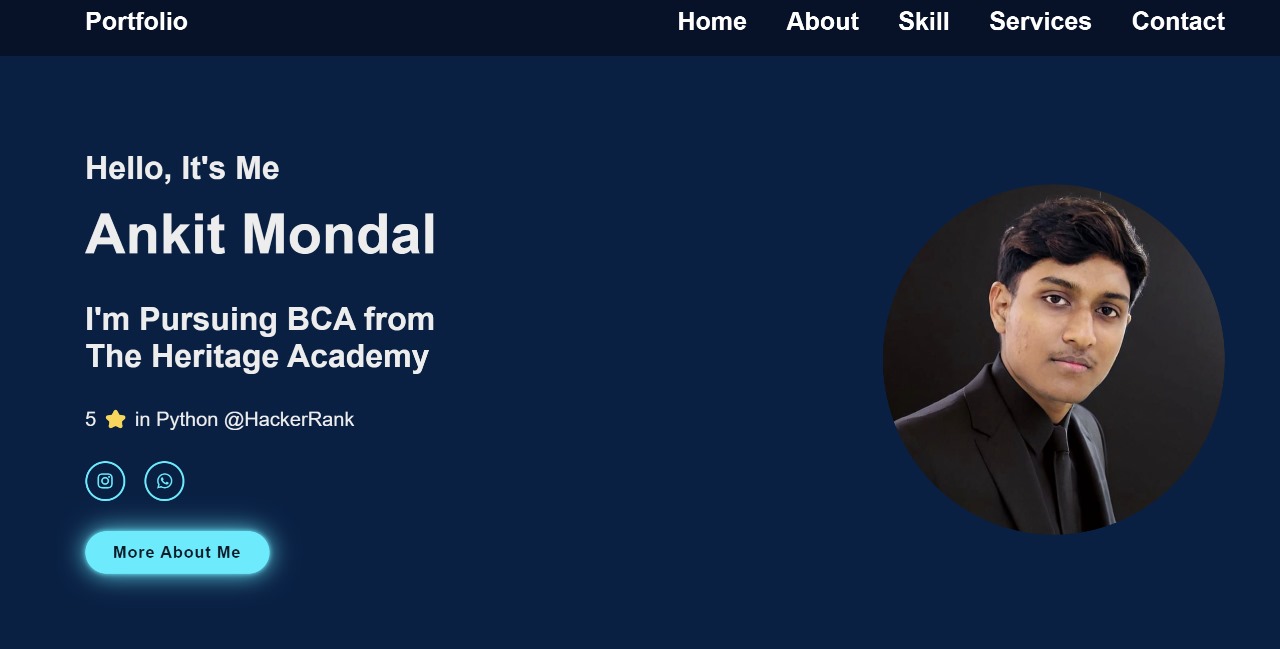 Portfolio
Home About Skill Services Contact
Hello, It's Me
Ankit Mondal
I'm Pursuing BCA from
The Heritage Academy
5 ⭐ in Python @HackerRank
More About Me